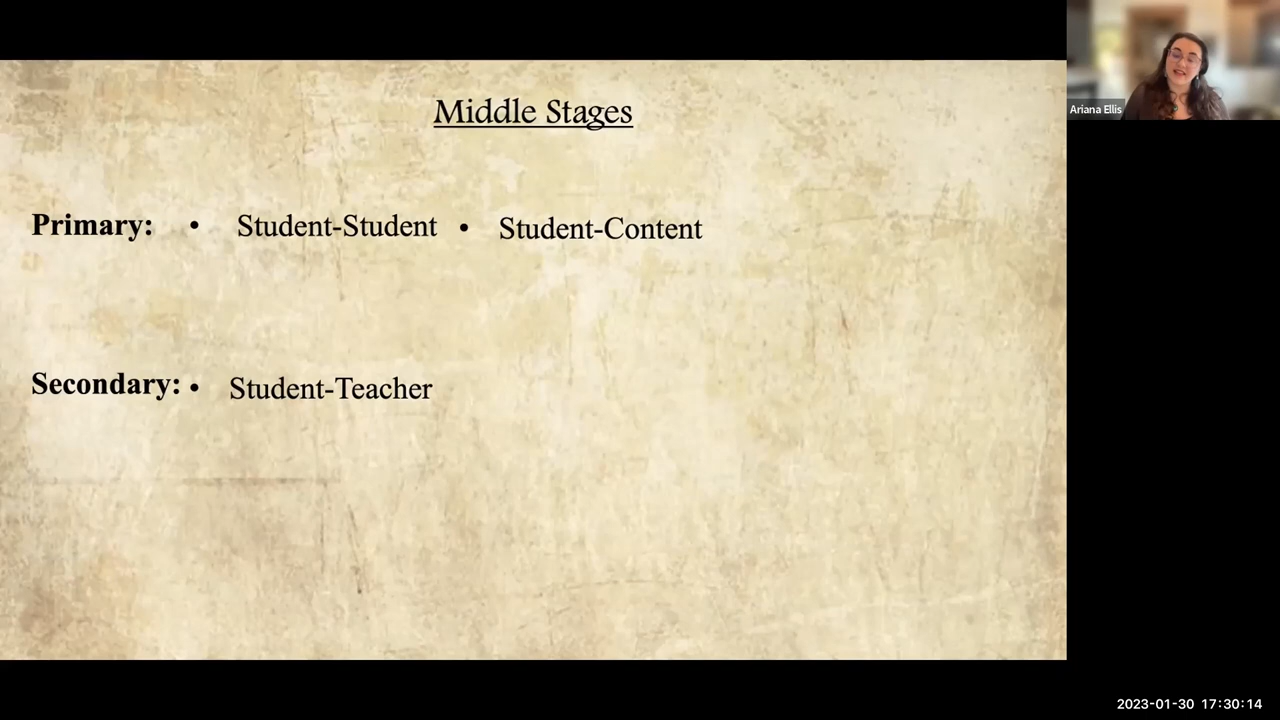 Middle Stages
Primary: • Student-Student • Student-Content
Secondary: • Student-Teacher
Ariana Ellis
2023-01-30 17:30:14